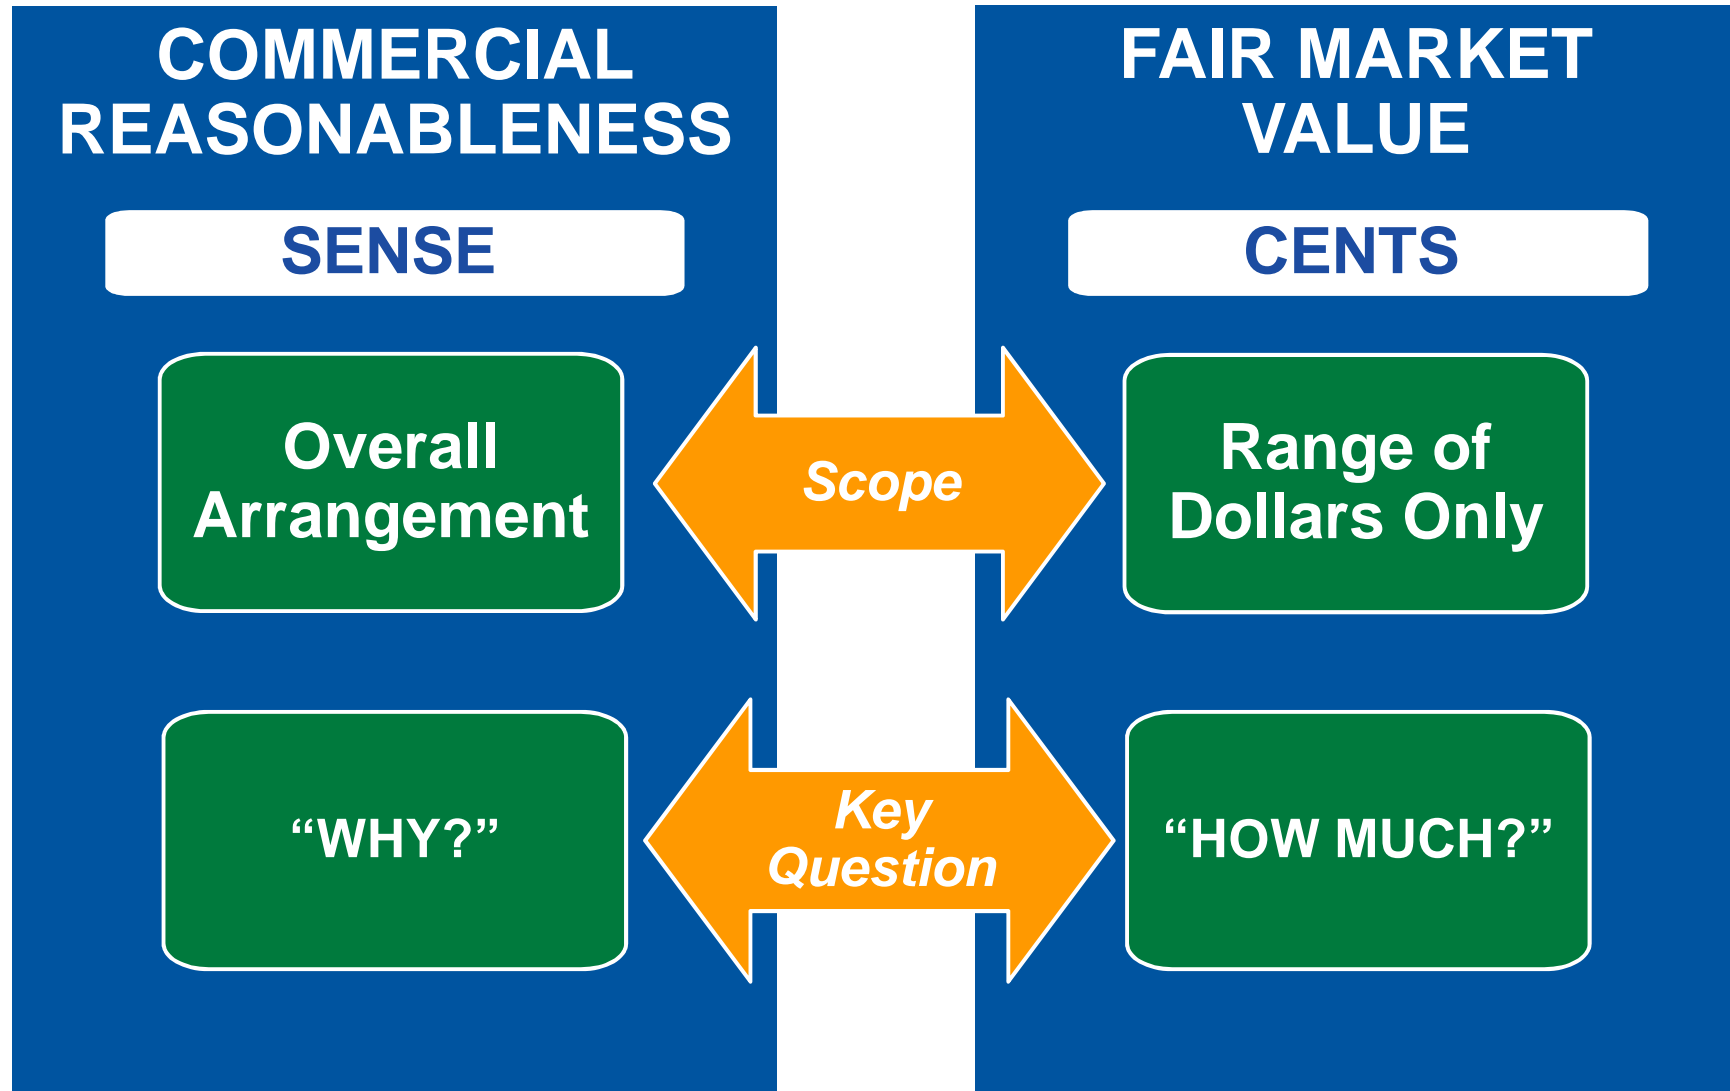 COMMERCIAL
REASONABLENESS
SENSE
Overall
Arrangement
“WHY?”
Scope
Key
Question
FAIR MARKET
VALUE
CENTS
Range of
Dollars Only
“HOW MUCH?”